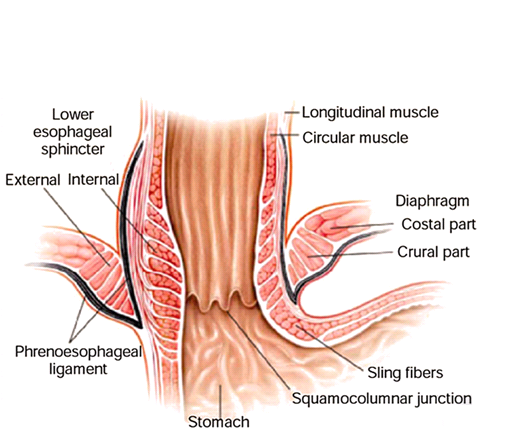 Lower
esophageal
sphincter
External Internal
Longitudinal muscle
Circular muscle
Diaphragm
Costal part
Crural part
Phrenoesophageal
ligament
Sling fibers
Squamocolumnar junction
Stomach